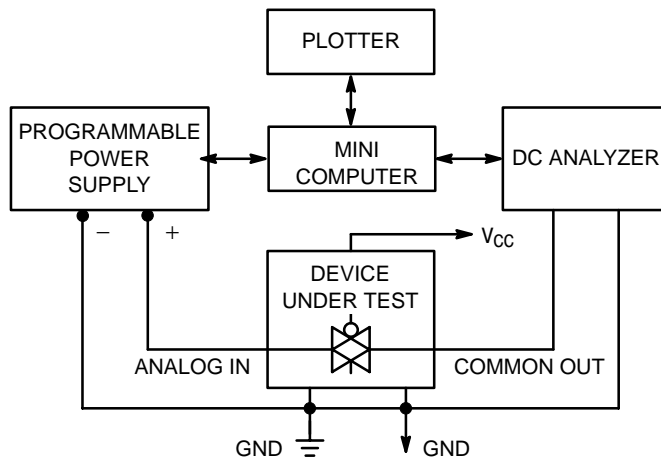 PLOTTER
PROGRAMMABLE
POWER
SUPPLY
MINI
COMPUTER
DC ANALYZER
− +
VCC
DEVICE
UNDER TEST
ANALOG IN
COMMON OUT
GND
GND